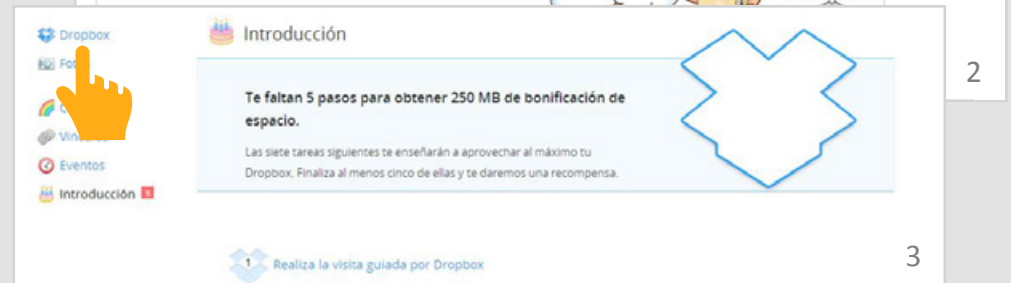 Dropbox
Introducción
2
Te faltan 5 pasos para obtener 250 MB de bonificación de
espacio.
Las siete tareas siguientes te enseñarán a aprovechar al máximo tu
Dropbox. Finaliza al menos cinco de ellas y te daremos una recompensa.
Eventos
Introducción 5
1 Realiza la visita guiada por Dropbox
3